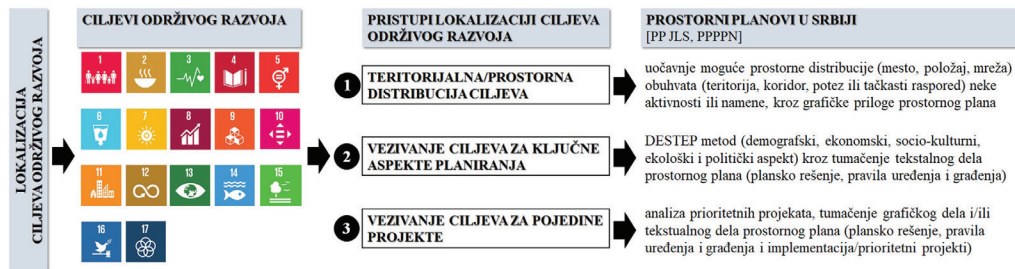 LOKALIZACIJA
CILJEVA ODRŽIVOG RAZVOJA
CILJEVI ODRŽIVOG RAZVOJA
1
2
3
4
5
6
7
8
9
10
11
12
13
14
15
16
17
PRISTUPI LOKALIZACIJI CILJEVA
ODRŽIVOG RAZVOJA
1
TERITORIJALNA/PROSTORNA
DISTRIBUCIJA CILJEVA
2
VEZIVANJE CILJEVA ZA KLJUČNE
ASPEKTE PLANIRANJA
3
VEZIVANJE CILJEVA ZA POJEDINE
PROJEKTE
PROSTORNI PLANOVI U SRBIJI
[PP JLS, PPPPN]
uočavnje moguće prostorne distribucije (mesto, položaj, mreža)
obuhvata (teritorija, koridor, potez ili tačkasti raspored) neke
aktivnosti ili namene, kroz grafičke priloge prostornog plana
DESTEP metod (demografski, ekonomski, socio-kulturni,
ekološki i politički aspekt) kroz tumačenje tekstalnog dela
prostornog plana (plansko rešenje, pravila uređenja i građenja)
analiza prioritetnih projekata, tumačenje grafičkog dela i/ili
tekstualnog dela prostornog plana (plansko rešenje, pravila
uređenja i građenja i implementacija/prioritetni projekti)